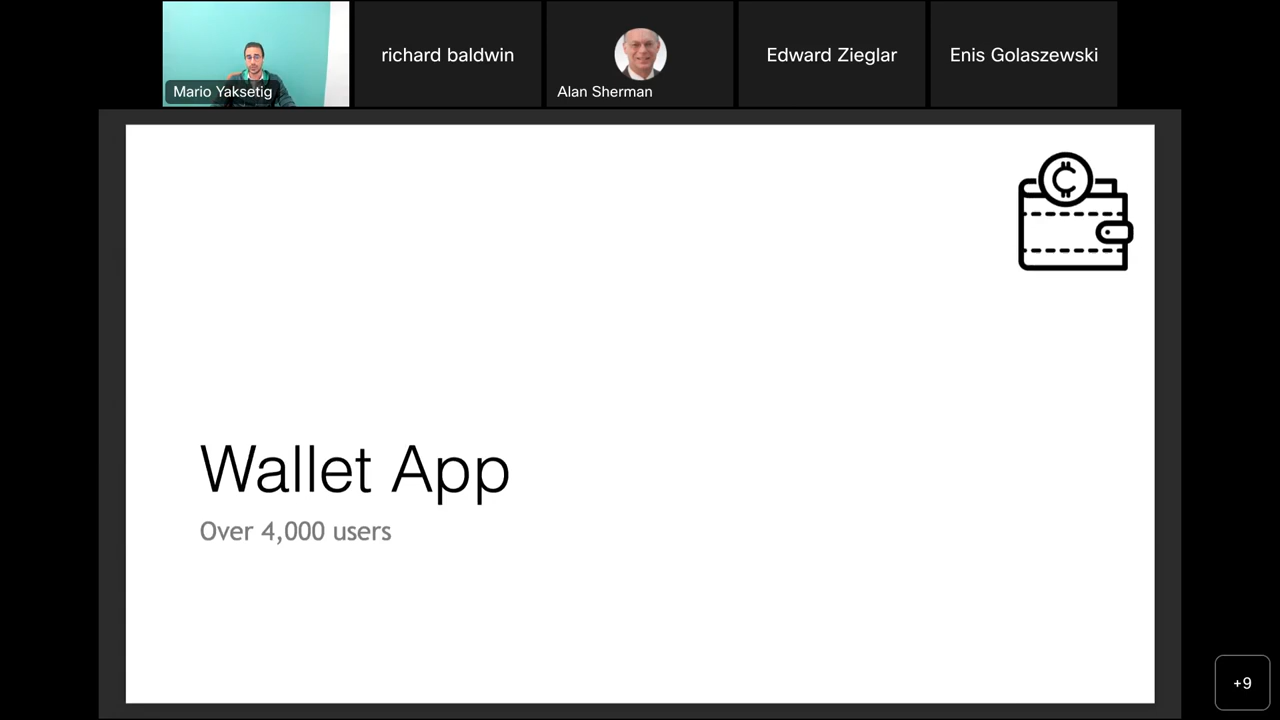 Mario Yaksetig
richard baldwin
Alan Sherman
Edward Zieglar
Enis Golaszewski
Wallet App
Over 4,000 users
+9